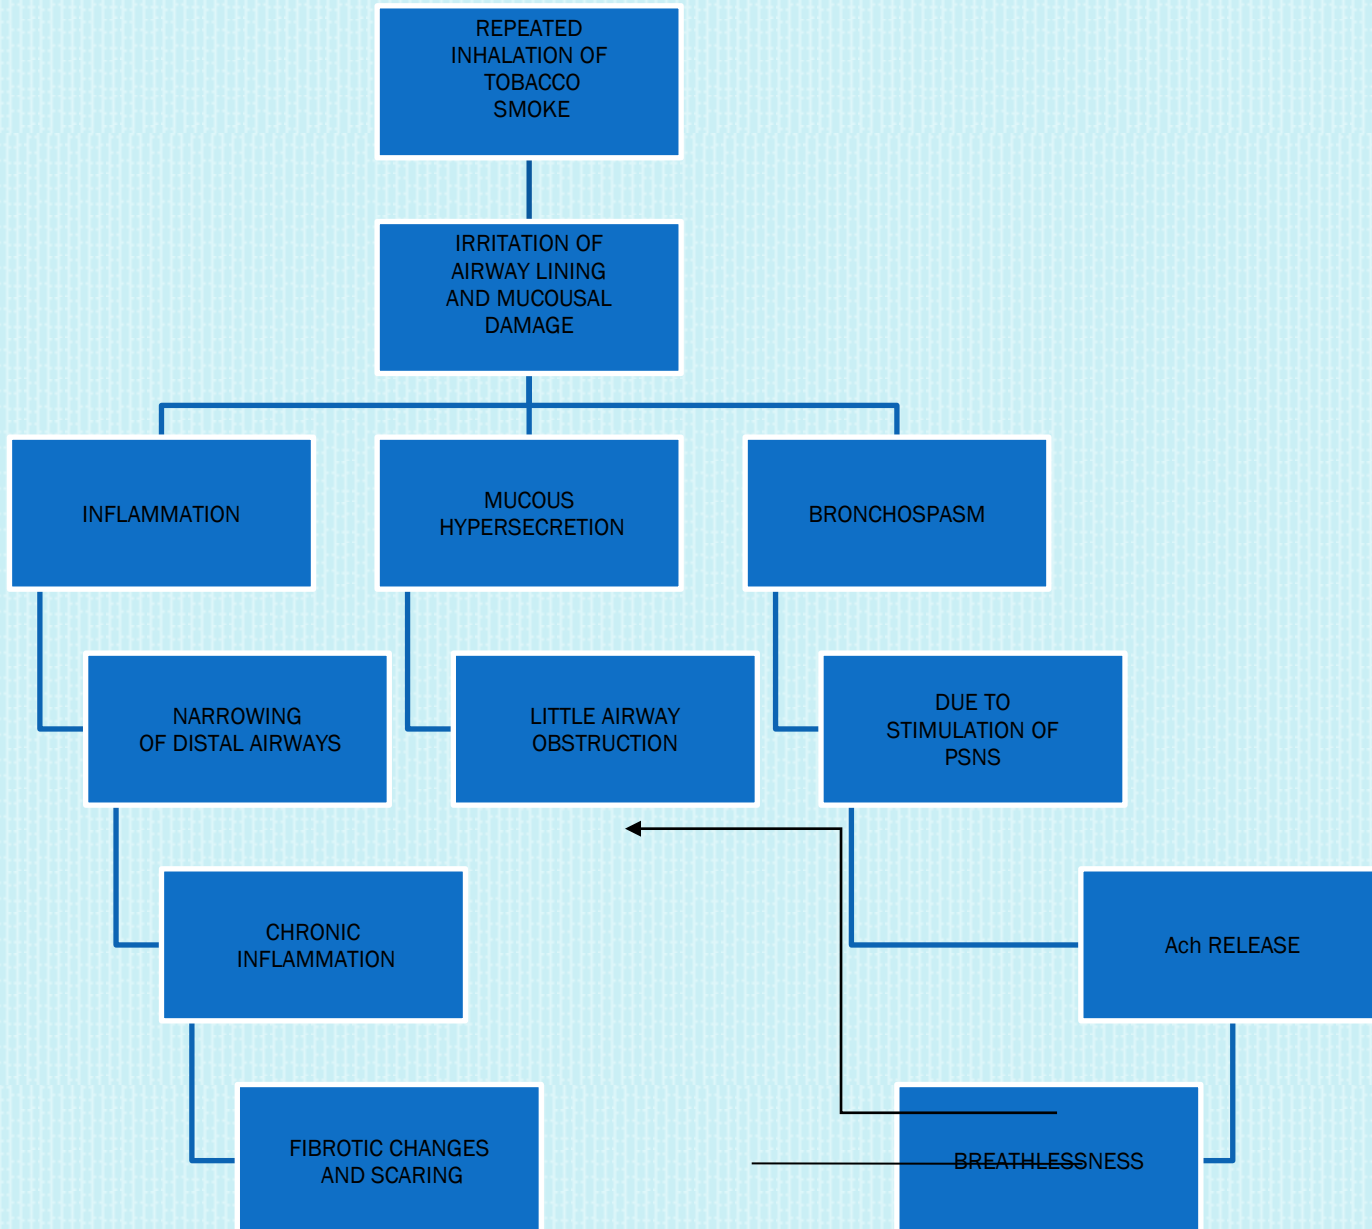 REPEATED
INHALATION OF
TOBACCO
SMOKE
IRRITATION OF
AIRWAY LINING
AND MUCOUSAL
DAMAGE
INFLAMMATION
MUCOUS
HYPERSECRETION
BRONCHOSPASM
NARROWING
OF DISTAL AIRWAYS
LITTLE AIRWAY
OBSTRUCTION
DUE TO
STIMULATION OF
PSNS
CHRONIC
INFLAMMATION
Ach RELEASE
FIBROTIC CHANGES
AND SCARING
BREATHLESSNESS